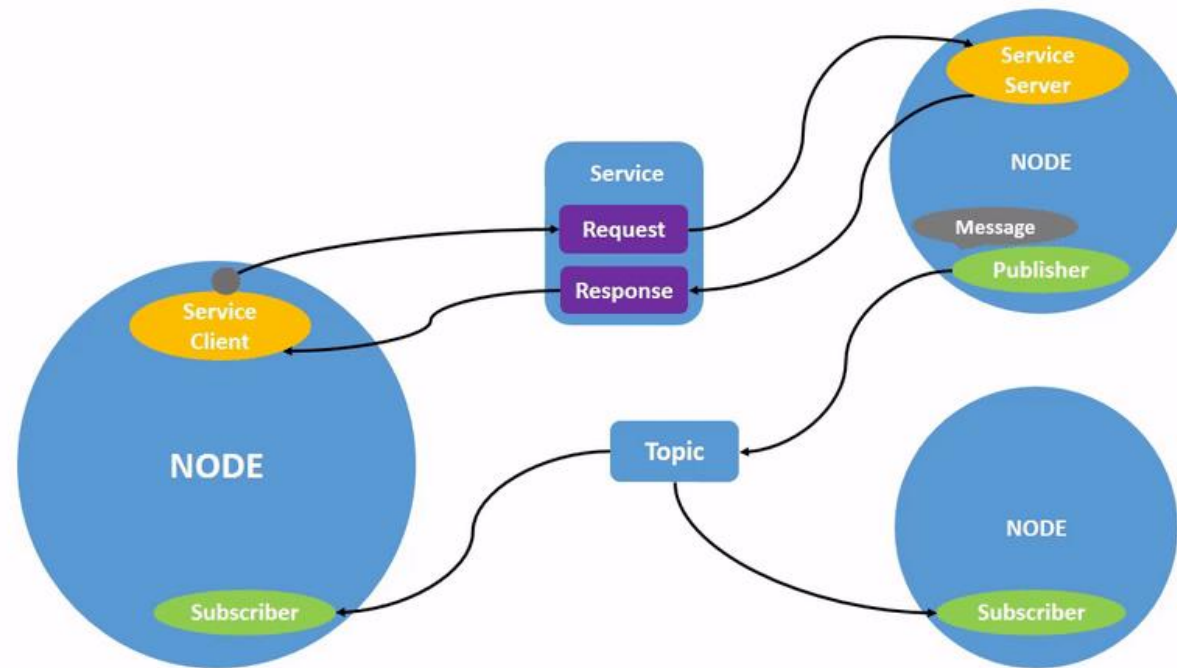 Service
Server
NODE
Message
Publisher
Service
Request
Response
Service
Client
NODE
Subscriber
Topic
NODE
Subscriber